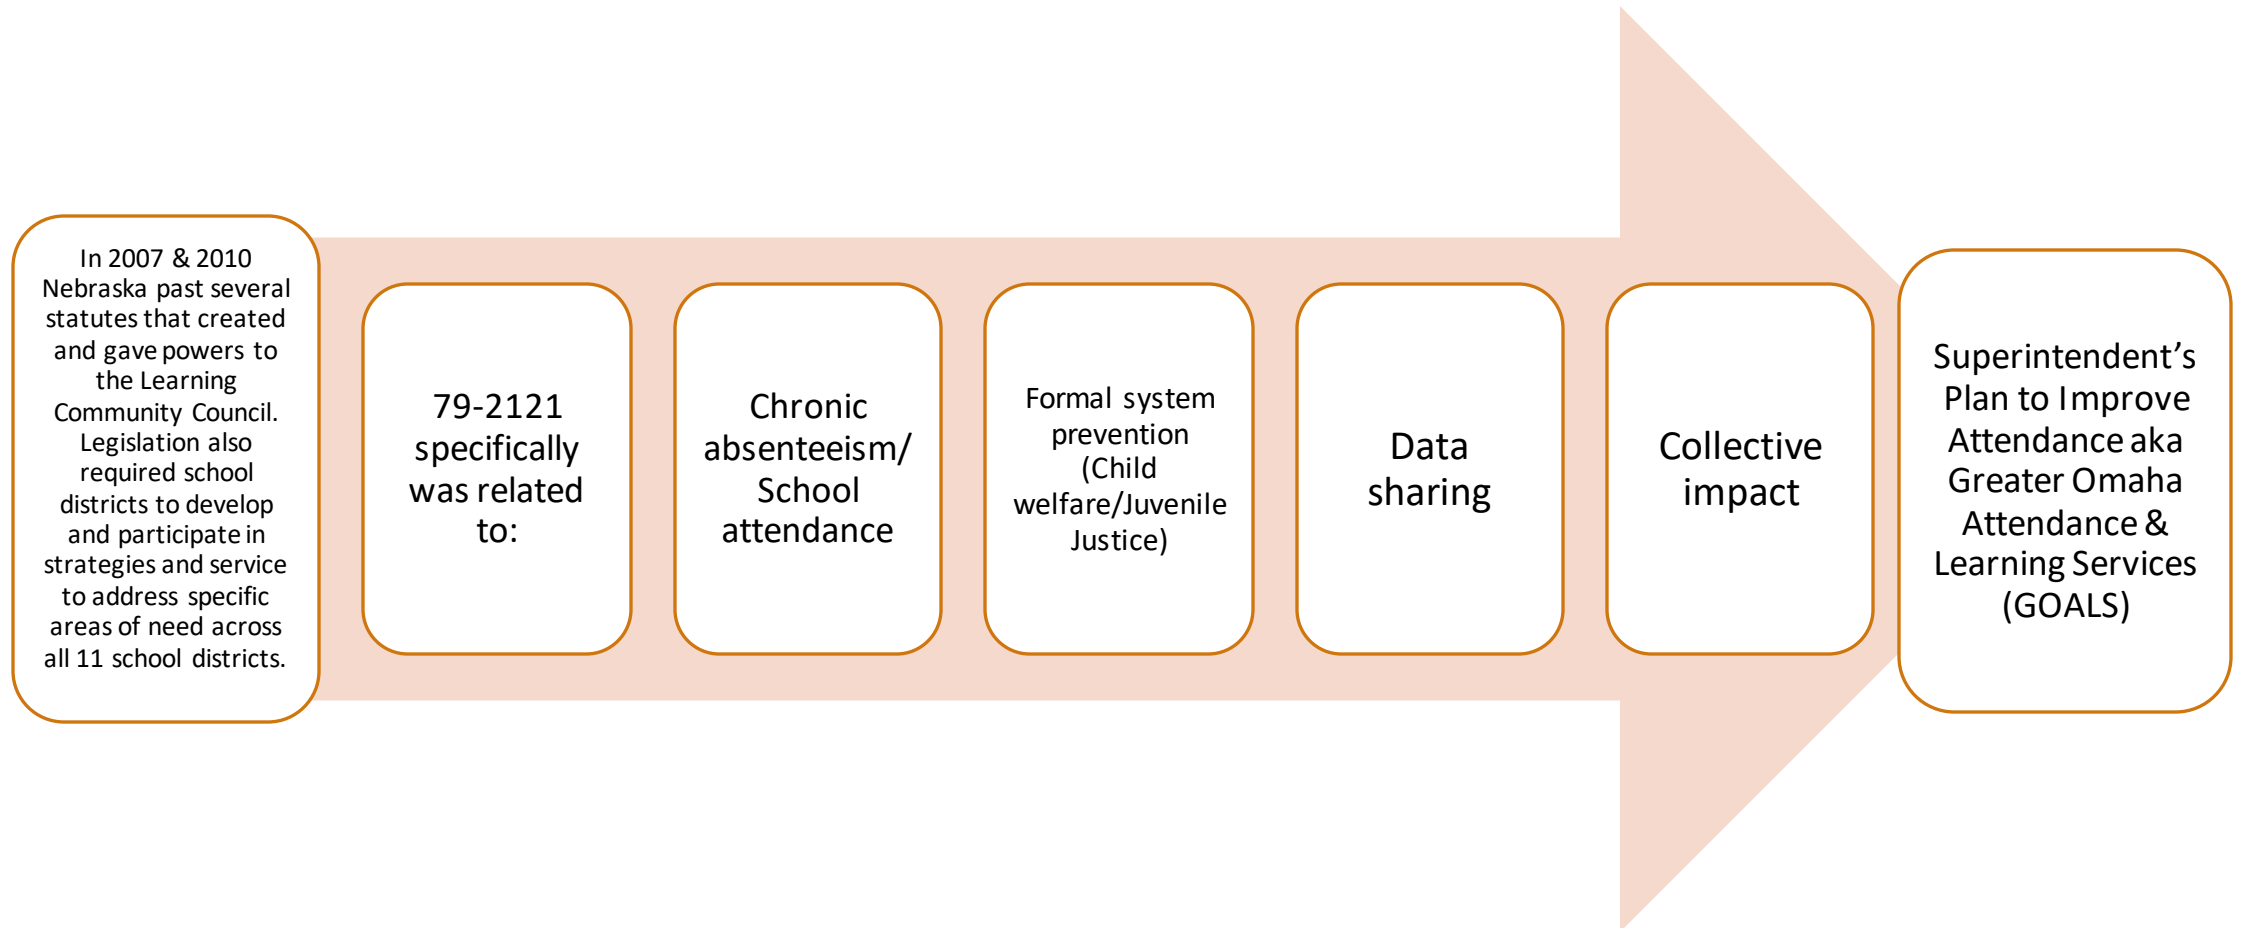 In 2007 & 2010
Nebraska past several
statutes that created
and gave powers to
the Learning
Community Council.
Legislation also
required school
districts to develop
and participate in
strategies and service
to address specific
areas of need across
all 11 school districts.
79-2121
specifically
was related
to:
Chronic
absenteeism/
School
attendance
Formal system
prevention
(Child
welfare/Juvenile
Justice)
Data
sharing
Collective
impact
Superintendent’s
Plan to Improve
Attendance aka
Greater Omaha
Attendance &
Learning Services
(GOALS)